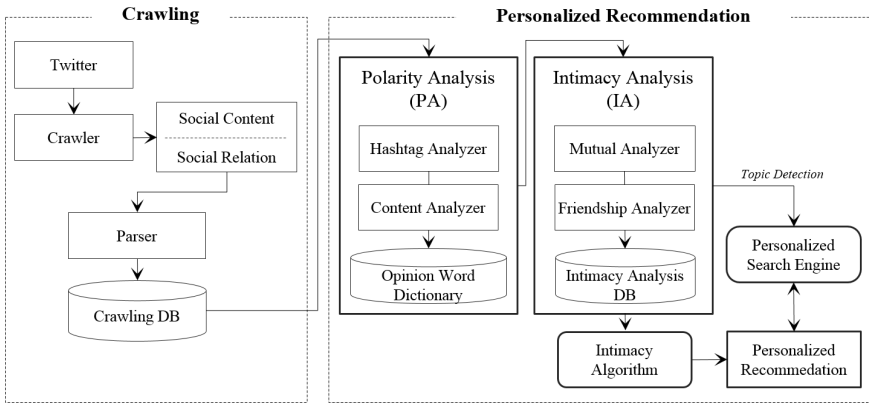 Crawling
Twitter
Crawler
Social Content
Social Relation
Parser
Crawling DB
Personalized Recommendation
Polarity Analysis
(PA)
Hashtag Analyzer
Content Analyzer
Opinion Word
Dictionary
Intimacy Analysis
(IA)
Mutual Analyzer
Friendship Analyzer
Intimacy Analysis
DB
Topic Detection
Personalized
Search Engine
Intimacy
Algorithm
Personalized
Recommedation